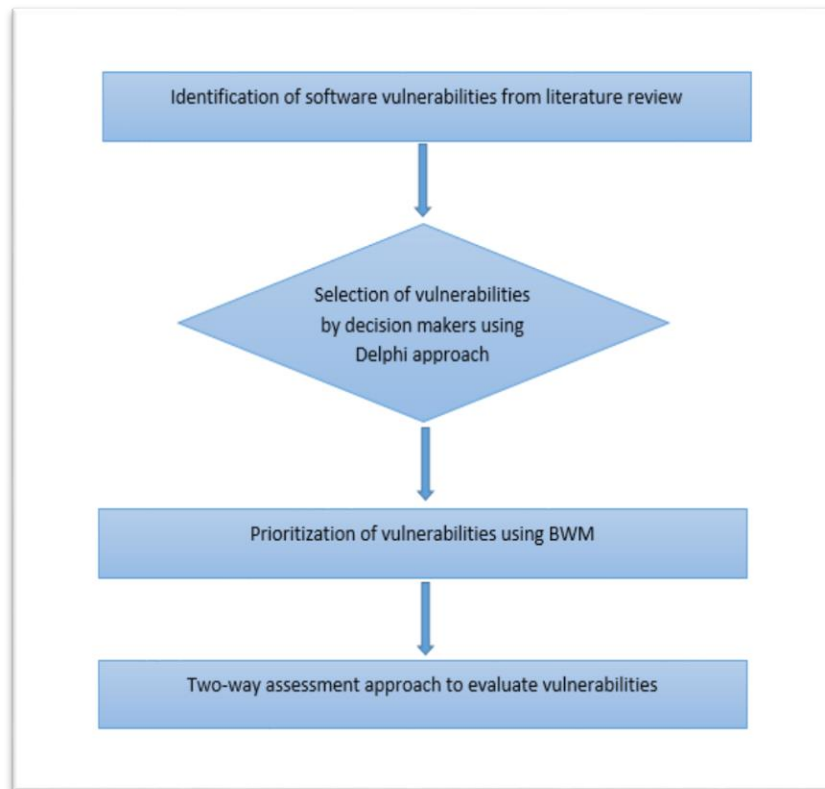 Identification of software vulnerabilities from literature review
Selection of vulnerabilities
by decision makers using
Delphi approach
Prioritization of vulnerabilities using BWM
Two-way assessment approach to evaluate vulnerabilities